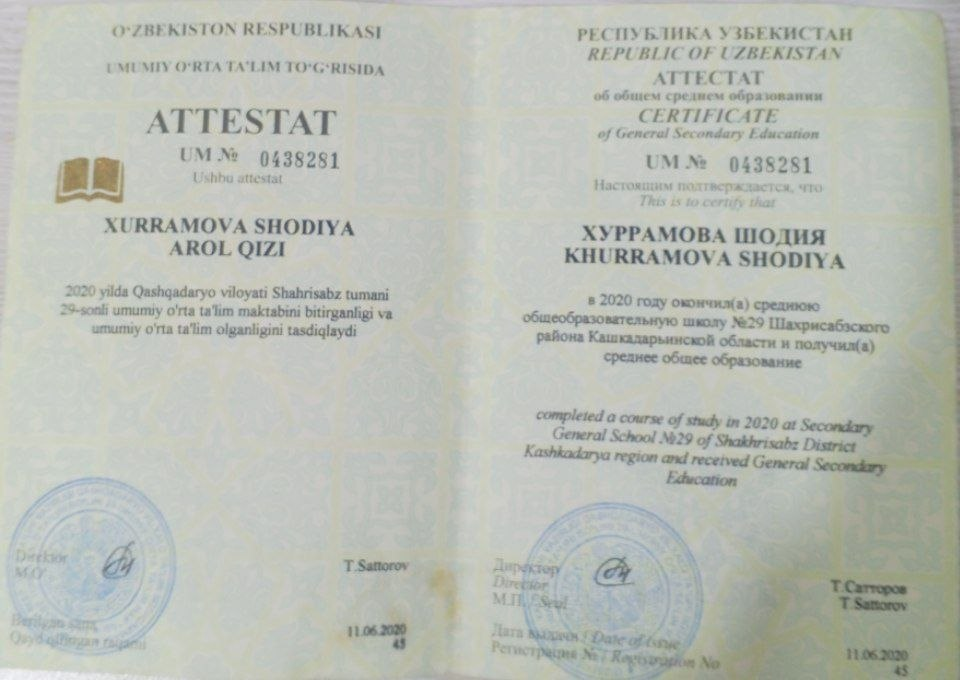 O‘ZBEKISTON RESPUBLIKASI
UMUMIY O‘RTA TA’LIM TO‘G‘RISIDA
ATTESTAT
UM № 0438281
Ushbu attestat
XURRAMOVA SHODIYA
AROL QIZI
2020 yilda Qashqadaryo viloyati Shahrisabz tumani
29-sonli umumiy o'rta ta'lim maktabini bitirganligi va
umumiy o'rta ta'lim olganligini tasdiqlaydi
Direktor
M.O‘
T.Sattorov
Berilgan sana
11.06.2020
Qayd qilingan raqami
45
РЕСПУБЛИКА УЗБЕКИСТАН
REPUBLIC OF UZBEKISTAN
АТТЕСТАТ
об общем среднем образовании
CERTIFICATE
of General Secondary Education
UM № 0438281
Настоящим подтверждается, что
This is to certify that
ХУРРАМОВА ШОДИЯ
KHURRAMOVA SHODIYA
в 2020 году окончил(а) среднюю
общеобразовательную школу №29 Шахрисабзского
района Кашкадарьинской области и получил(а)
среднее общее образование
completed a course of study in 2020 at Secondary
General School №29 of Shakhrisabz District
Kashkadarya region and received General Secondary
Education
Директор
Director
М.П. / Seal
Т.Сатторов
T.Sattorov
Дата выдачи / Date of Issue
11.06.2020
Регистрация № / Registration No
45